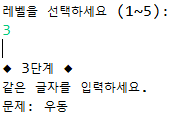 레벨을 선택하세요 (1~5):
3
◆ 3단계 ◆
같은 글자를 입력하세요.
문제: 우동